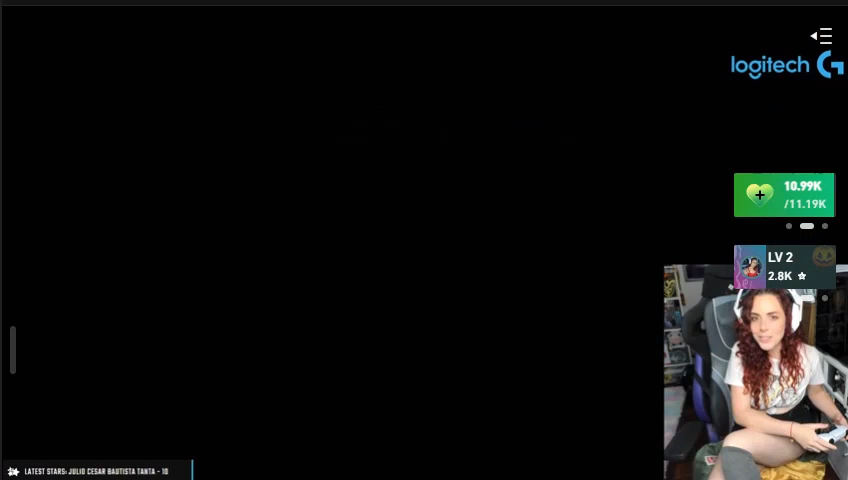 logitech G
10.99K
/11.19K
LV 2
2.8K
LATEST STARS: JULIO CESAR BAUTISTA TANTA - 10